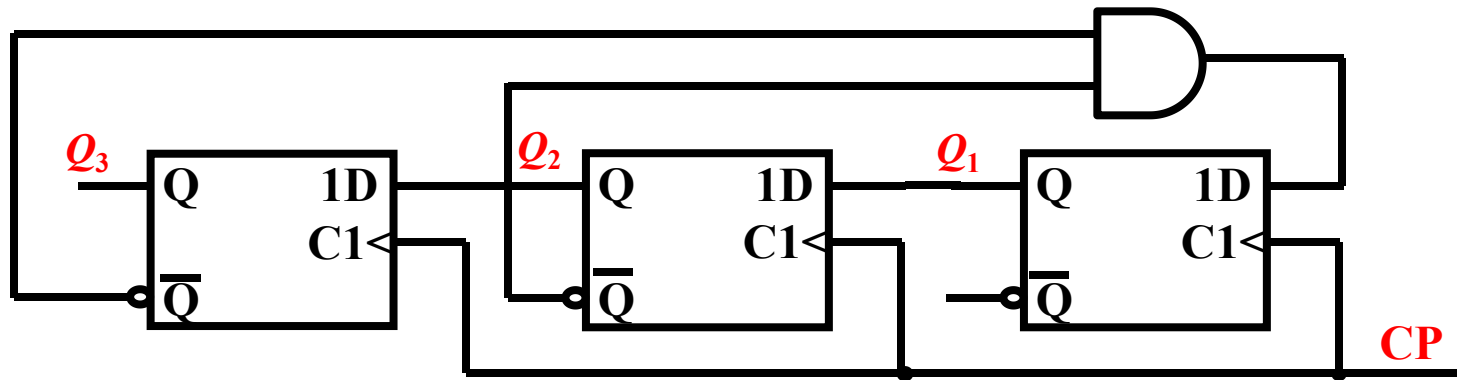 Q₃ Q 1D Q₂ Q 1D Q₁ Q 1D
C1 C1 C1
Q̅ Q̅ Q̅
CP